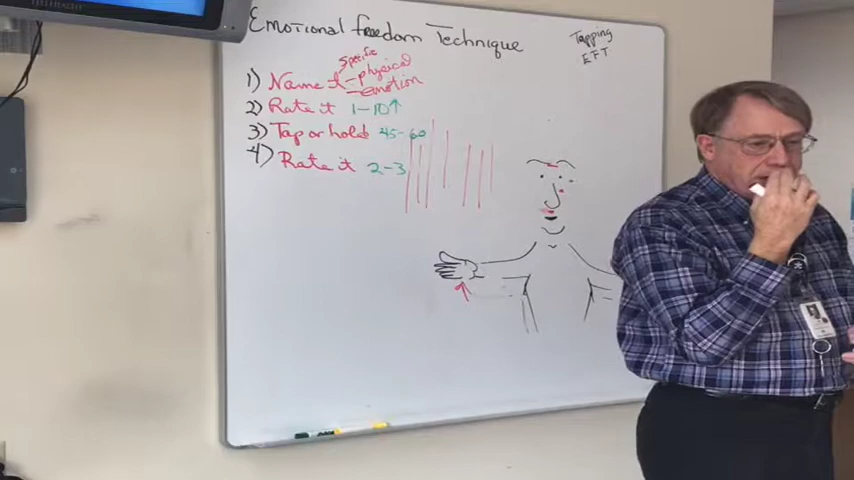 Emotional freedom Technique
Tapping
EFT
specific
1) Name it -physical
-emotion
2) Rate it 1-10↑
3) Tap or hold 45-60
4) Rate it 2-3